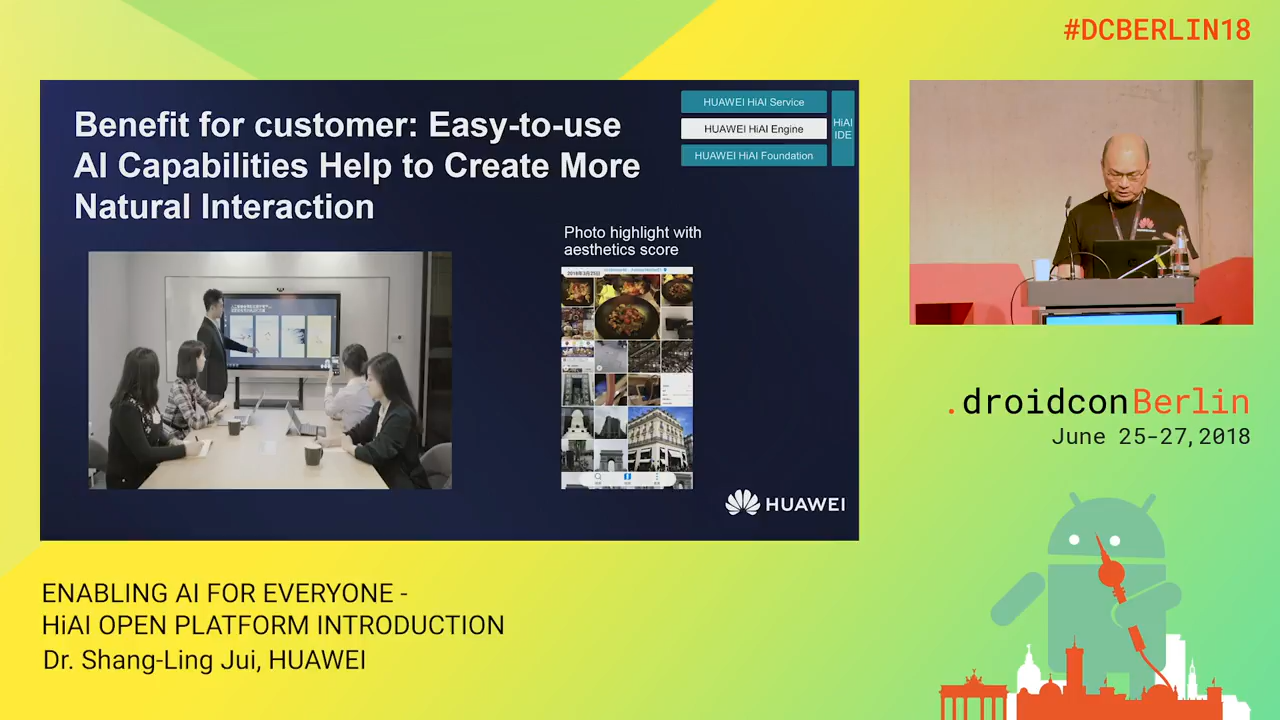 #DCBERLIN18
Benefit for customer: Easy-to-use
AI Capabilities Help to Create More
Natural Interaction
HUAWEI HiAI Service
HUAWEI HiAI Engine
HUAWEI HiAI Foundation
HiAI
IDE
Photo highlight with
aesthetics score
HUAWEI
.droidconBerlin
June 25-27, 2018
ENABLING AI FOR EVERYONE -
HiAI OPEN PLATFORM INTRODUCTION
Dr. Shang-Ling Jui, HUAWEI